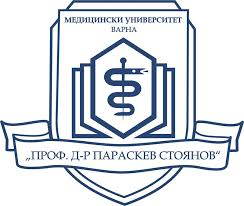 МЕДИЦИНСКИ УНИВЕРСИТЕТ
ВАРНА
„ПРОФ. Д-Р ПАРАСКЕВ СТОЯНОВ“